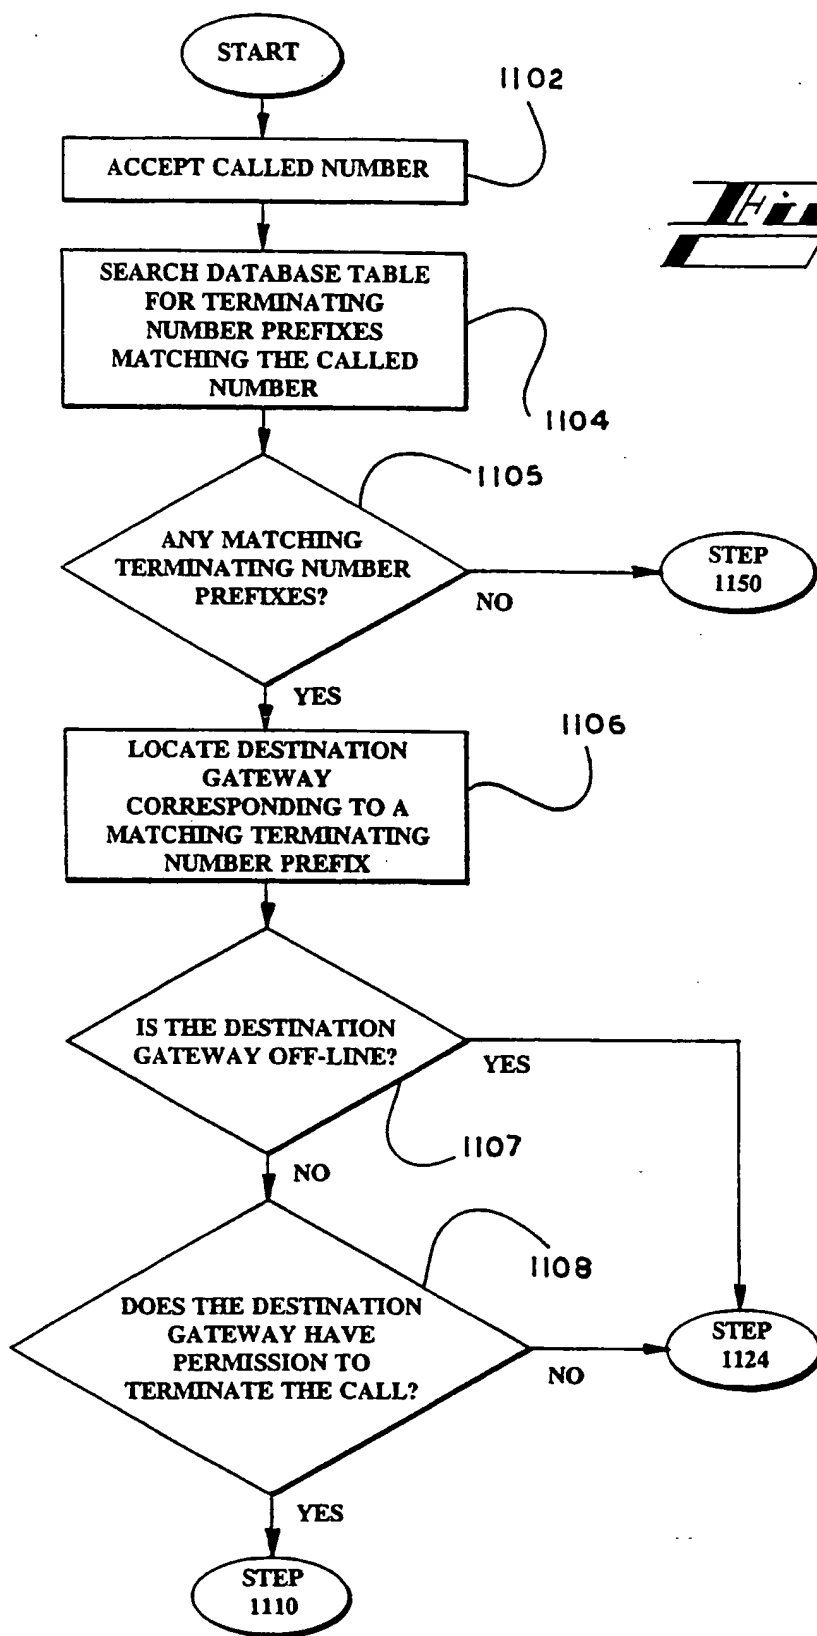 START
1102
ACCEPT CALLED NUMBER
SEARCH DATABASE TABLE
FOR TERMINATING
NUMBER PREFIXES
MATCHING THE CALLED
NUMBER
1104
1105
ANY MATCHING
TERMINATING NUMBER
PREFIXES?
NO
STEP
1150
YES
1106
LOCATE DESTINATION
GATEWAY
CORRESPONDING TO A
MATCHING TERMINATING
NUMBER PREFIX
IS THE DESTINATION
GATEWAY OFF-LINE?
YES
1107
NO
1108
DOES THE DESTINATION
GATEWAY HAVE
PERMISSION TO
TERMINATE THE CALL?
NO
STEP
1124
YES
STEP
1110